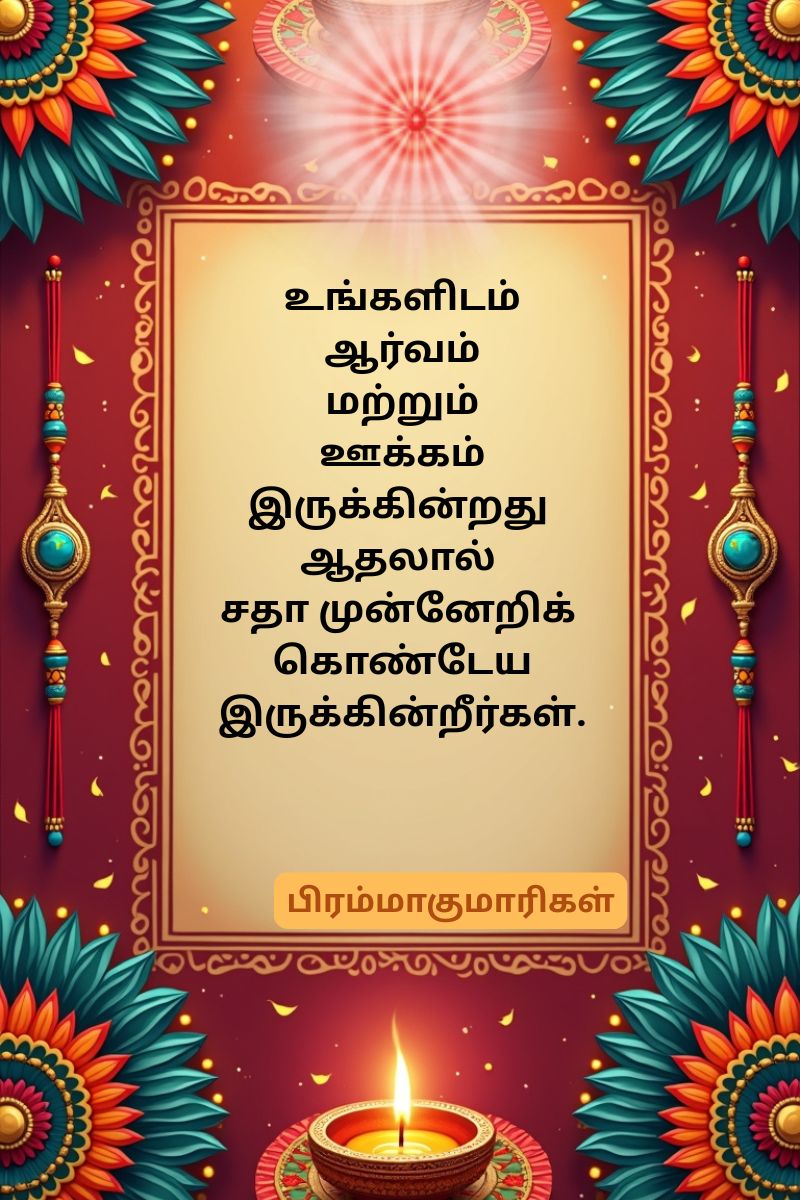 உங்களிடம்
ஆர்வம்
மற்றும்
ஊக்கம்
இருக்கின்றது
ஆதலால்
சதா முன்னேறிக்
கொண்டேய
இருக்கின்றீர்கள்.
பிரம்மாகுமாரிகள்